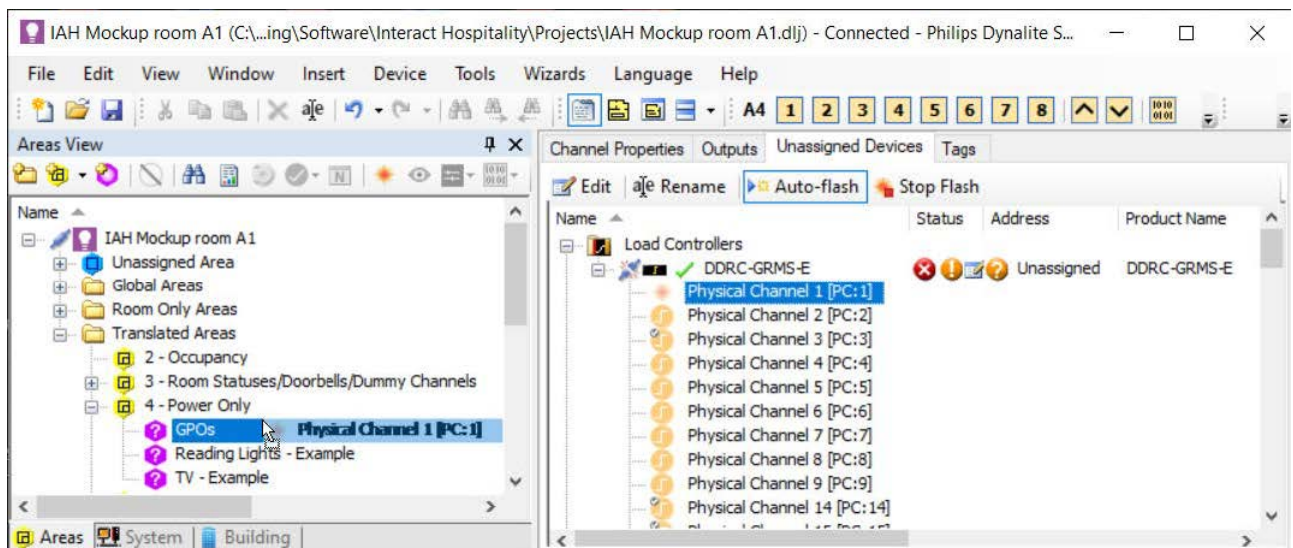 IAH Mockup room A1 (C:\...ing\Software\Interact Hospitality\Projects\IAH Mockup room A1.dlj) - Connected - Philips Dynalite S...
File Edit View Window Insert Device Tools Wizards Language Help
A4 1 2 3 4 5 6 7 8
Areas View
Name
IAH Mockup room A1
Unassigned Area
Global Areas
Room Only Areas
Translated Areas
2 - Occupancy
3 - Room Statuses/Doorbells/Dummy Channels
4 - Power Only
GPOs Physical Channel 1 [PC:1]
Reading Lights - Example
TV - Example
Areas System Building
Channel Properties Outputs Unassigned Devices Tags
Edit Rename Auto-flash Stop Flash
Name Status Address Product Name
Load Controllers
DDRC-GRMS-E Unassigned DDRC-GRMS-E
Physical Channel 1 [PC:1]
Physical Channel 2 [PC:2]
Physical Channel 3 [PC:3]
Physical Channel 4 [PC:4]
Physical Channel 5 [PC:5]
Physical Channel 6 [PC:6]
Physical Channel 7 [PC:7]
Physical Channel 8 [PC:8]
Physical Channel 9 [PC:9]
Physical Channel 14 [PC:14]